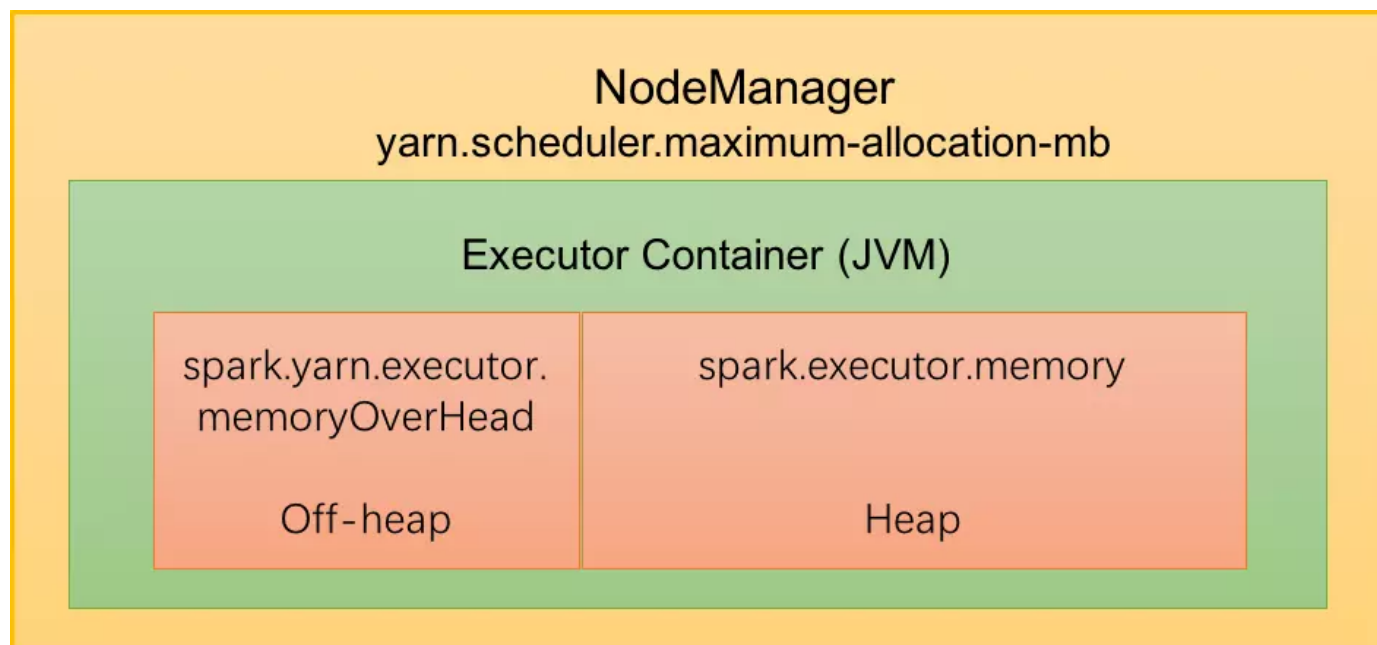 NodeManager
yarn.scheduler.maximum-allocation-mb
Executor Container (JVM)
spark.yarn.executor.
memoryOverHead
Off-heap
spark.executor.memory
Heap